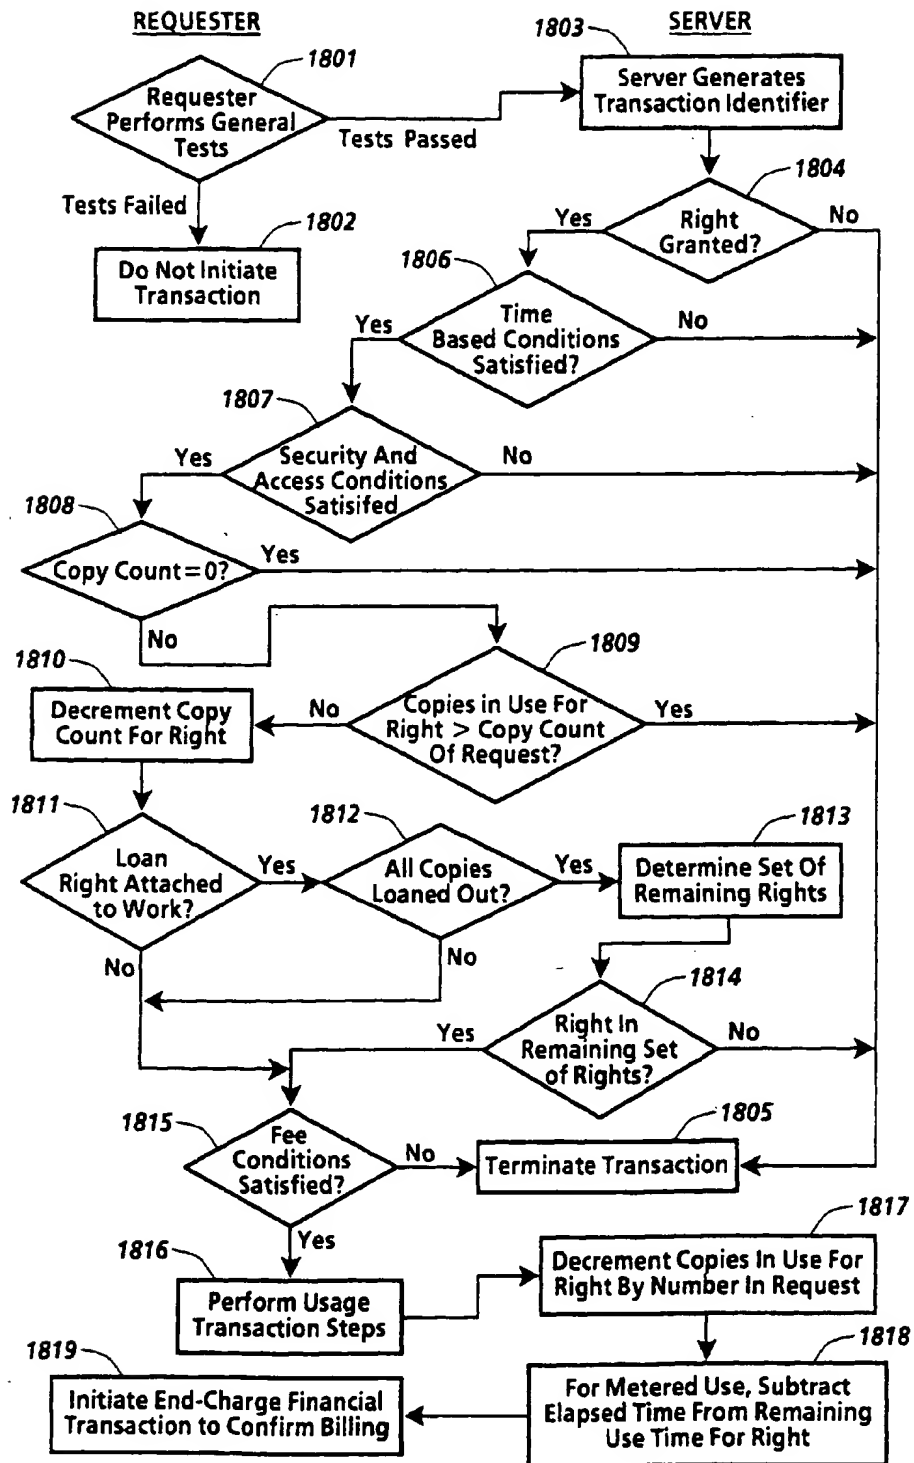 REQUESTER
SERVER
1801
1803
Requester
Performs General
Tests
Tests Passed
Server Generates
Transaction Identifier
Tests Failed
1802
Do Not Initiate
Transaction
1804
Right
Granted?
Yes
No
1806
Time
Based Conditions
Satisfied?
Yes
No
1807
Security And
Access Conditions
Satisifed
Yes
No
1808
Copy Count=0?
Yes
No
1809
Copies in Use For
Right > Copy Count
Of Request?
No
Yes
1810
Decrement Copy
Count For Right
1811
Loan
Right Attached
to Work?
Yes
No
1812
All Copies
Loaned Out?
Yes
No
1813
Determine Set Of
Remaining Rights
1814
Right In
Remaining Set
of Rights?
Yes
No
1815
Fee
Conditions
Satisfied?
No
Yes
1805
Terminate Transaction
1816
Perform Usage
Transaction Steps
1817
Decrement Copies In Use For
Right By Number In Request
1818
For Metered Use, Subtract
Elapsed Time From Remaining
Use Time For Right
1819
Initiate End-Charge Financial
Transaction to Confirm Billing